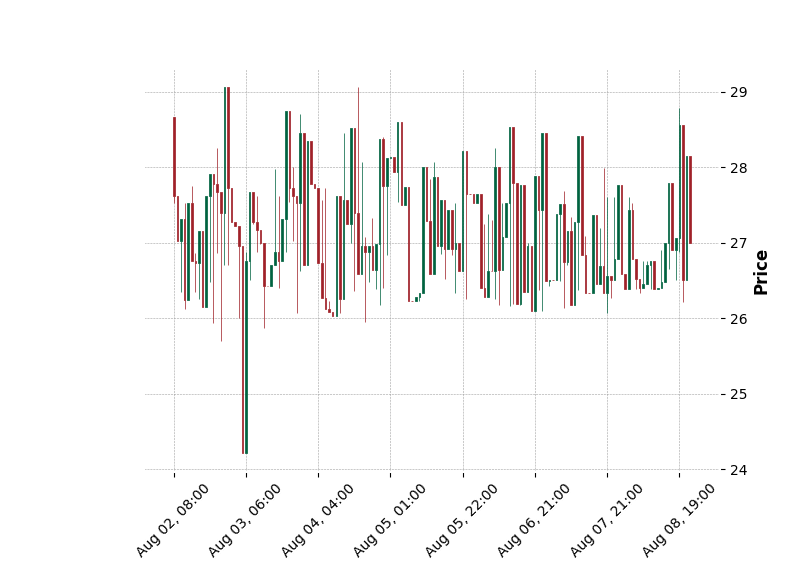 29
28
27
26
25
24
Price
Aug 02, 08:00
Aug 03, 06:00
Aug 04, 04:00
Aug 05, 01:00
Aug 05, 22:00
Aug 06, 21:00
Aug 07, 21:00
Aug 08, 19:00